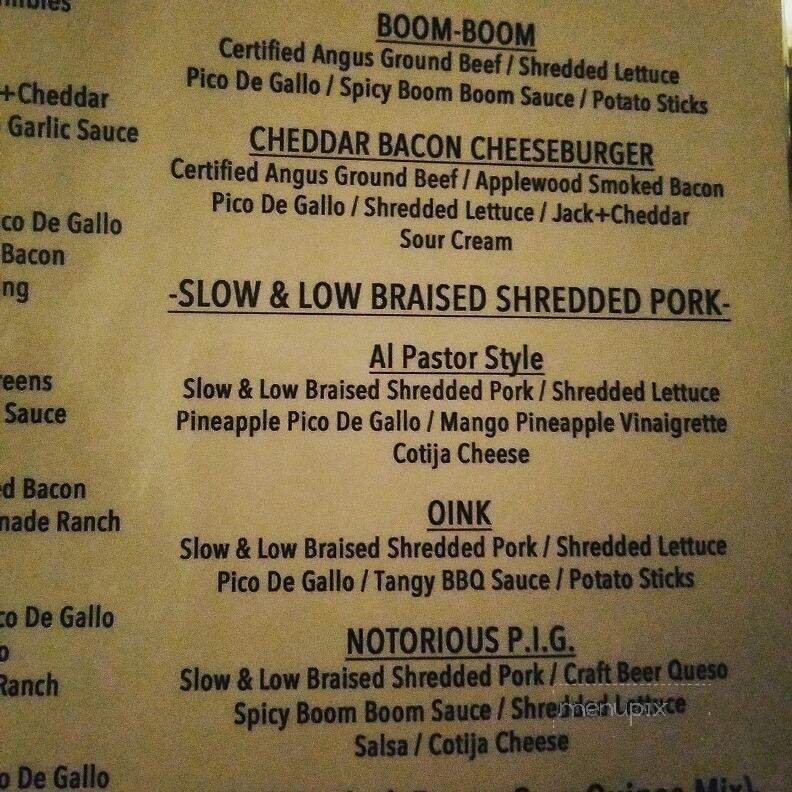 +Cheddar
Garlic Sauce
co De Gallo
Bacon
Sauce
Bacon
Ranch
co De Gallo
Ranch
De Gallo
BOOM-BOOM
Certified Angus Ground Beef / Shredded Lettuce
Pico De Gallo / Spicy Boom Boom Sauce / Potato Sticks
CHEDDAR BACON CHEESEBURGER
Certified Angus Ground Beef / Applewood Smoked Bacon
Pico De Gallo / Shredded Lettuce / Jack+Cheddar
Sour Cream
-SLOW & LOW BRAISED SHREDDED PORK-
Al Pastor Style
Slow & Low Braised Shredded Pork / Shredded Lettuce
Pineapple Pico De Gallo / Mango Pineapple Vinaigrette
Cotija Cheese
OINK
Slow & Low Braised Shredded Pork / Shredded Lettuce
Pico De Gallo / Tangy BBQ Sauce / Potato Sticks
NOTORIOUS P.I.G.
Slow & Low Braised Shredded Pork / Craft Beer Queso
Spicy Boom Boom Sauce / Shredded Lettuce
Salsa / Cotija Cheese
menupix